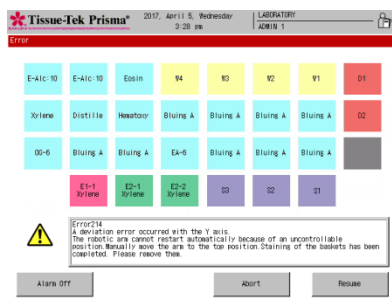 Tissue-Tek Prisma®
2017, April 5, Wednesday
3:28 pm
LABORATORY
ADMIN 1
Error
E-Alc:10 E-Alc:10 Eosin W4 W3 W2 W1 D1
Xylene Distille Hematoxy Bluing A Bluing A Bluing A Bluing A D2
OG-6 Bluing A Bluing A EA-6 Bluing A Bluing A Bluing A
E1-1 Xylene E2-1 Xylene E2-2 Xylene S3 S2 S1
Error214
A deviation error occurred with the Y axis.
The robotic arm cannot restart automatically because of an uncontrollable
position.Manually move the arm to the top position.Staining of the baskets has been
completed. Please remove them.
Alarm Off Abort Resume